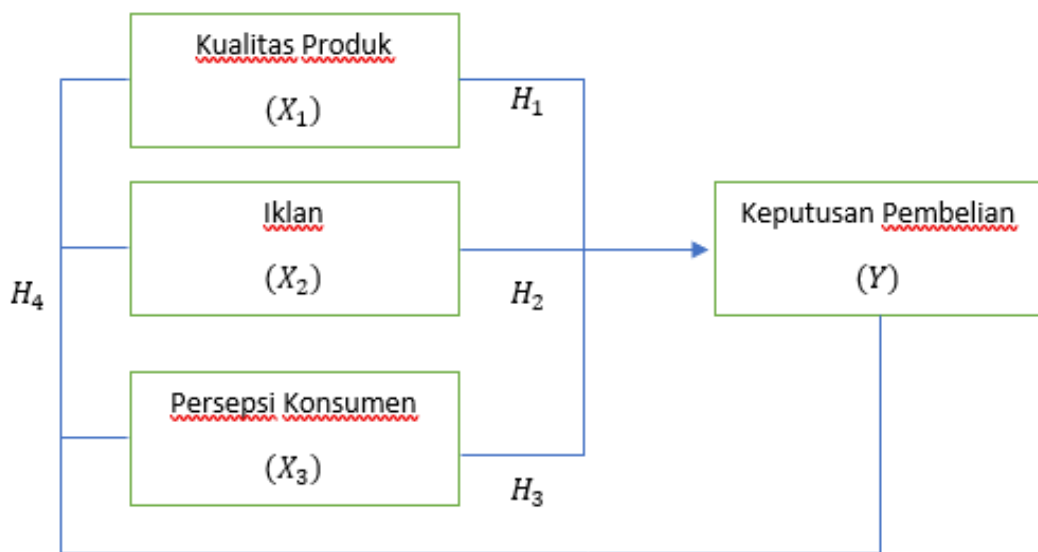 Kualitas Produk
(X₁)
H₁
Iklan
(X₂)
H₂
Keputusan Pembelian
(Y)
H₄
Persepsi Konsumen
(X₃)
H₃